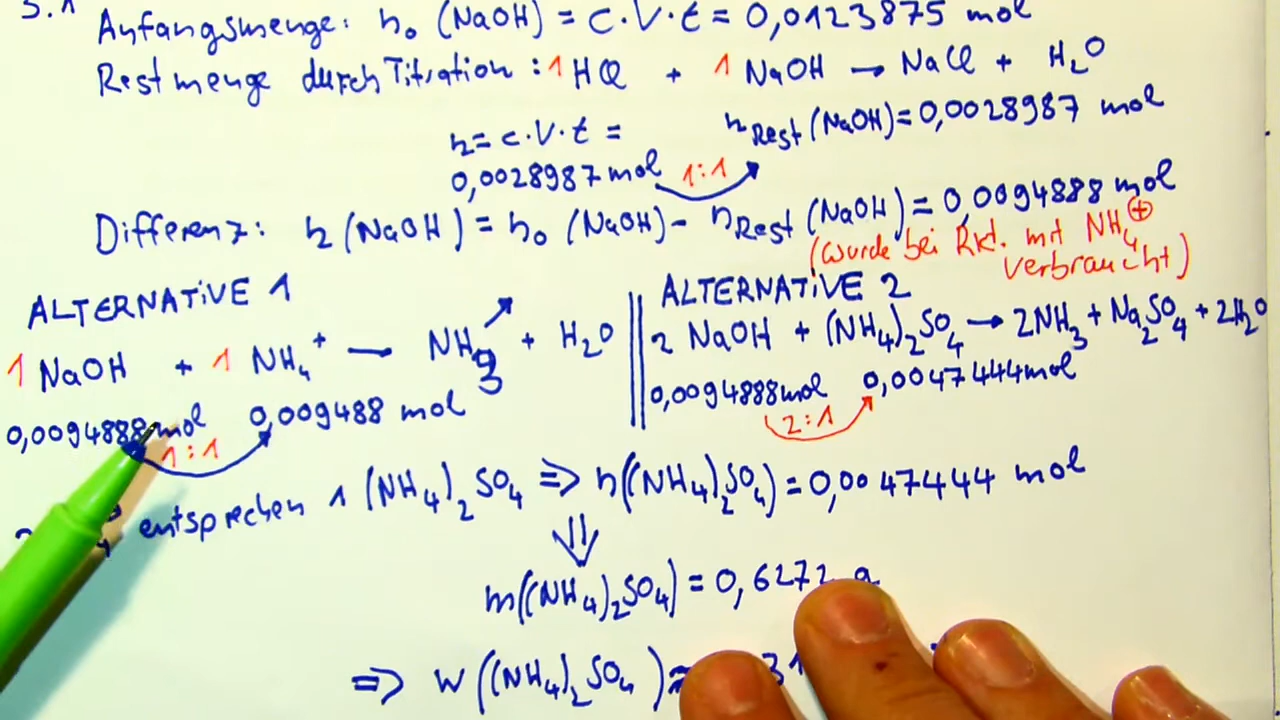 3.1
Anfangsmenge: n₀ (NaOH) = c·V·t = 0,0123875 mol
Restmenge durch Titration: 1 HCl + 1 NaOH → NaCl + H₂O
n = c·V·t = n_Rest (NaOH) = 0,0028987 mol
0,0028987 mol 1:1
Differenz: n (NaOH) = n₀ (NaOH) - n_Rest (NaOH) = 0,0094888 mol
(wurde bei Rkt. mit NH₄⊕
verbraucht)
ALTERNATIVE 1
1 NaOH + 1 NH₄⁺ → NH₃ ↗ + H₂O
0,0094888 mol 0,009488 mol
1:1
ALTERNATIVE 2
2 NaOH + (NH₄)₂SO₄ → 2NH₃ + Na₂SO₄ + 2H₂O
0,0094888 mol 0,0047444 mol
2:1
entsprechen 1 (NH₄)₂SO₄ ⇒ n((NH₄)₂SO₄) = 0,0047444 mol
⇓
m((NH₄)₂SO₄) = 0,6272 g
⇒ w((NH₄)₂SO₄) ≈